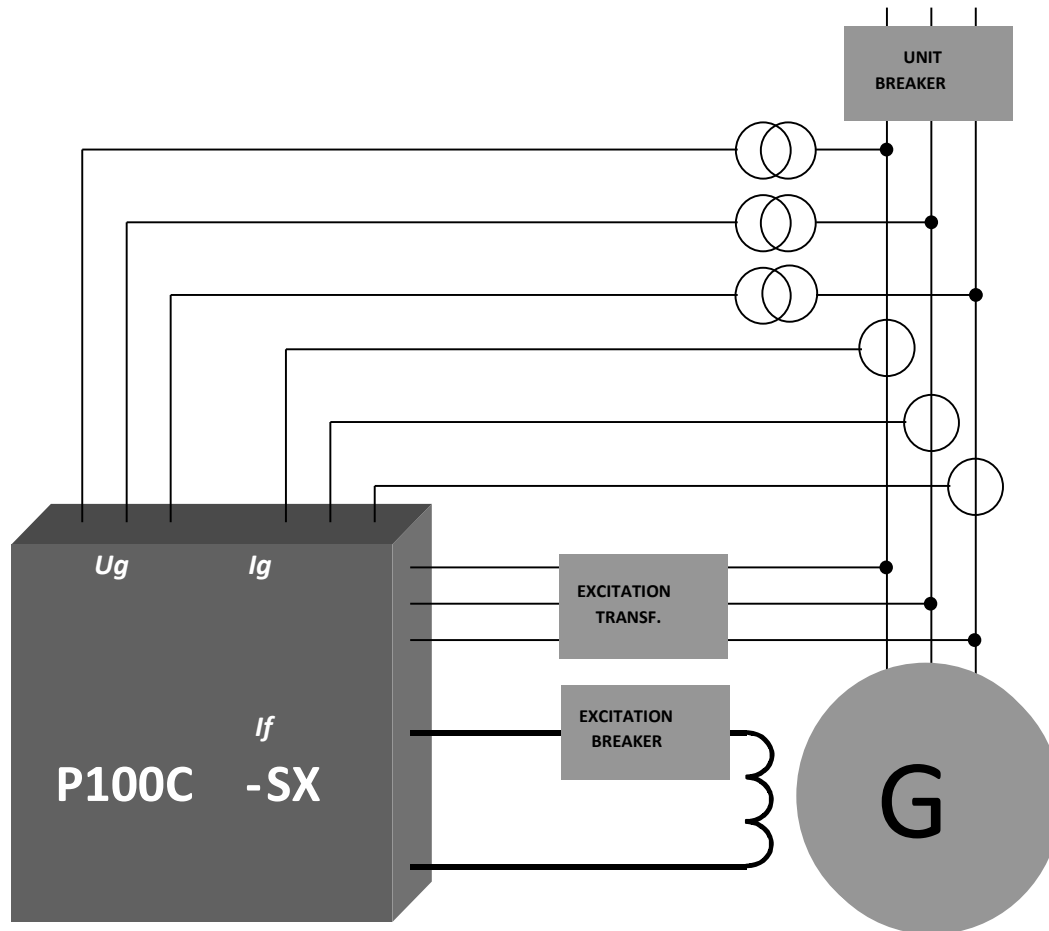 UNIT
BREAKER
Ug Ig
EXCITATION
TRANSF.
EXCITATION
BREAKER
If
P100C -SX
G